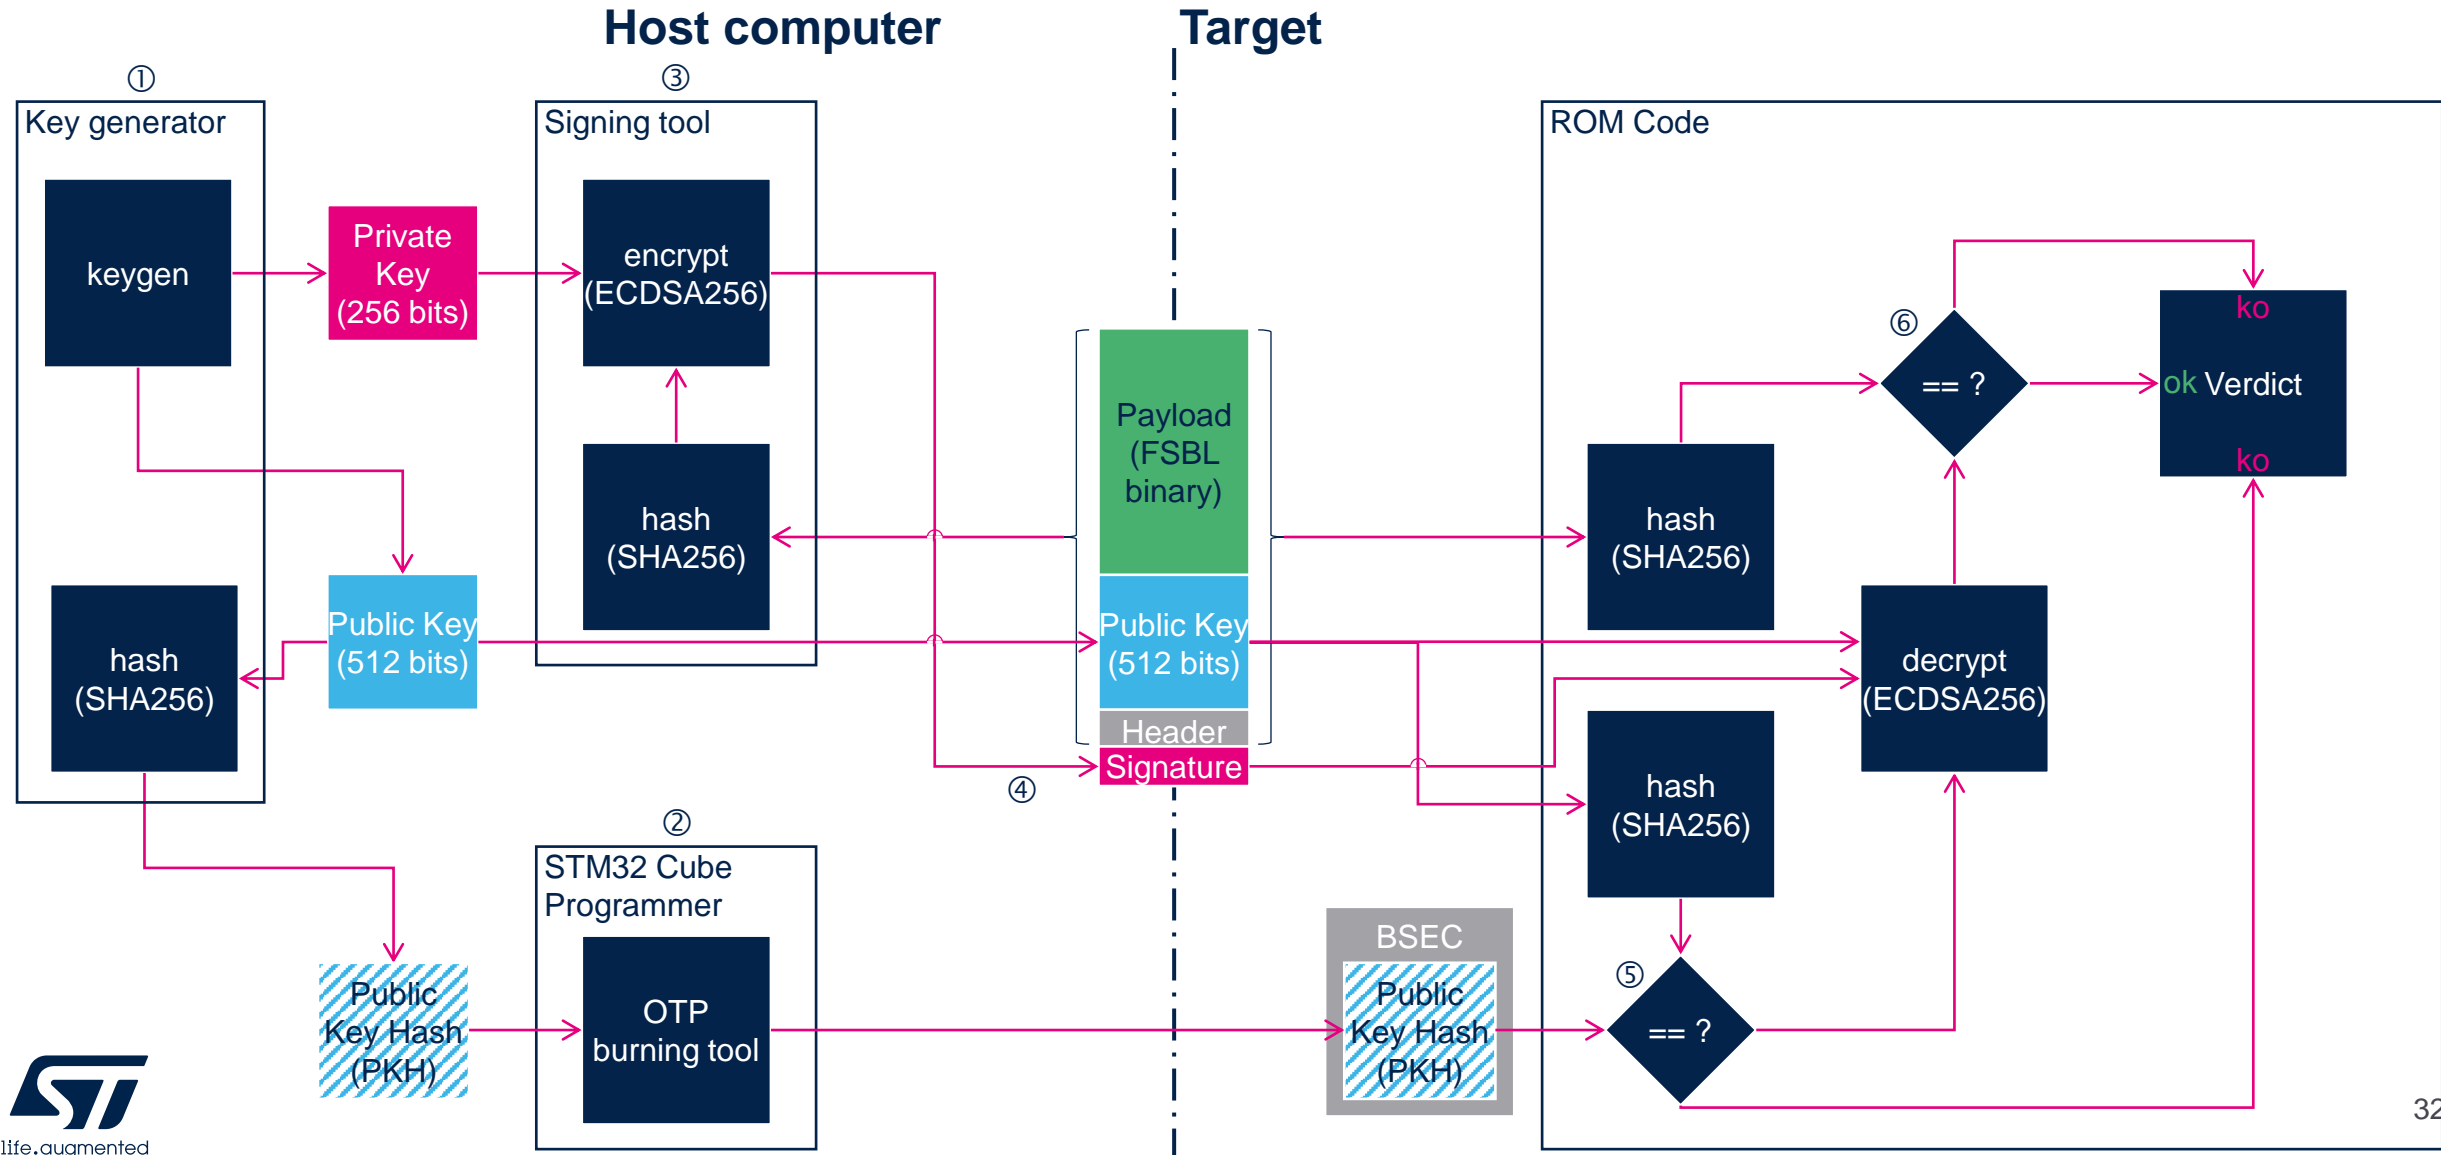 Host computer
Target
①
③
Key generator
Signing tool
ROM Code
keygen
Private
Key
(256 bits)
encrypt
(ECDSA256)
⑥
ko
ok Verdict
ko
== ?
Payload
(FSBL
binary)
hash
(SHA256)
hash
(SHA256)
Public Key
(512 bits)
Public Key
(512 bits)
hash
(SHA256)
decrypt
(ECDSA256)
Header
Signature
④
hash
(SHA256)
②
STM32 Cube
Programmer
BSEC
⑤
Public
Key Hash
(PKH)
OTP
burning tool
Public
Key Hash
(PKH)
== ?
ST
life.augmented
32